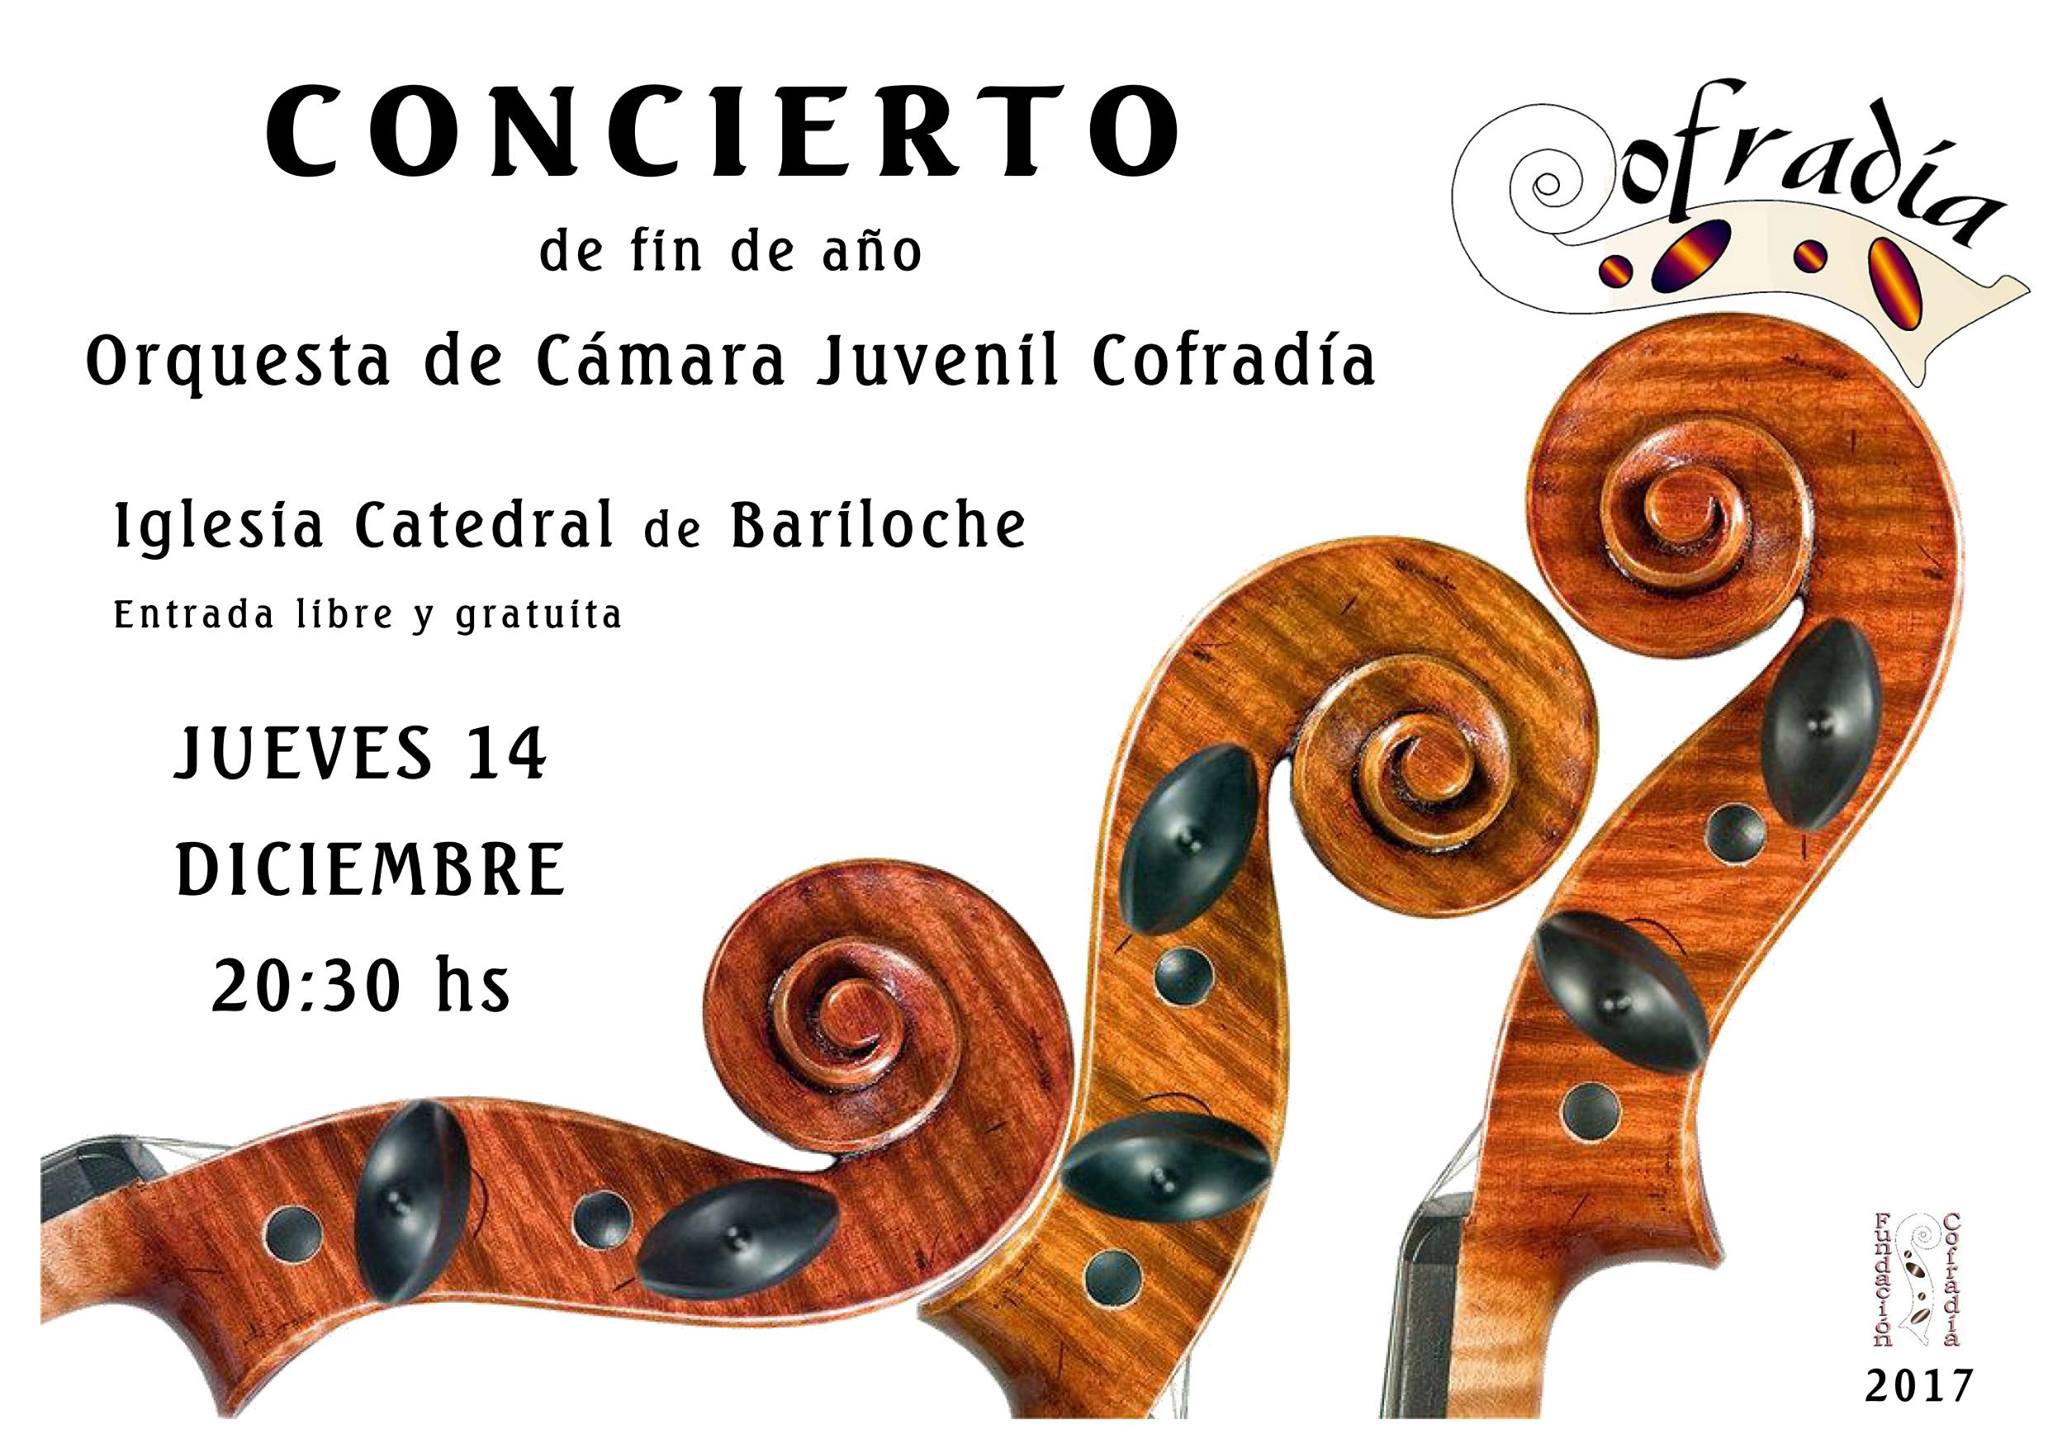 CONCIERTO
de fin de año
Orquesta de Cámara Juvenil Cofradía
Cofradía
Iglesia Catedral de Bariloche
Entrada libre y gratuita
JUEVES 14
DICIEMBRE
20:30 hs
Fundación
Cofradía
2017